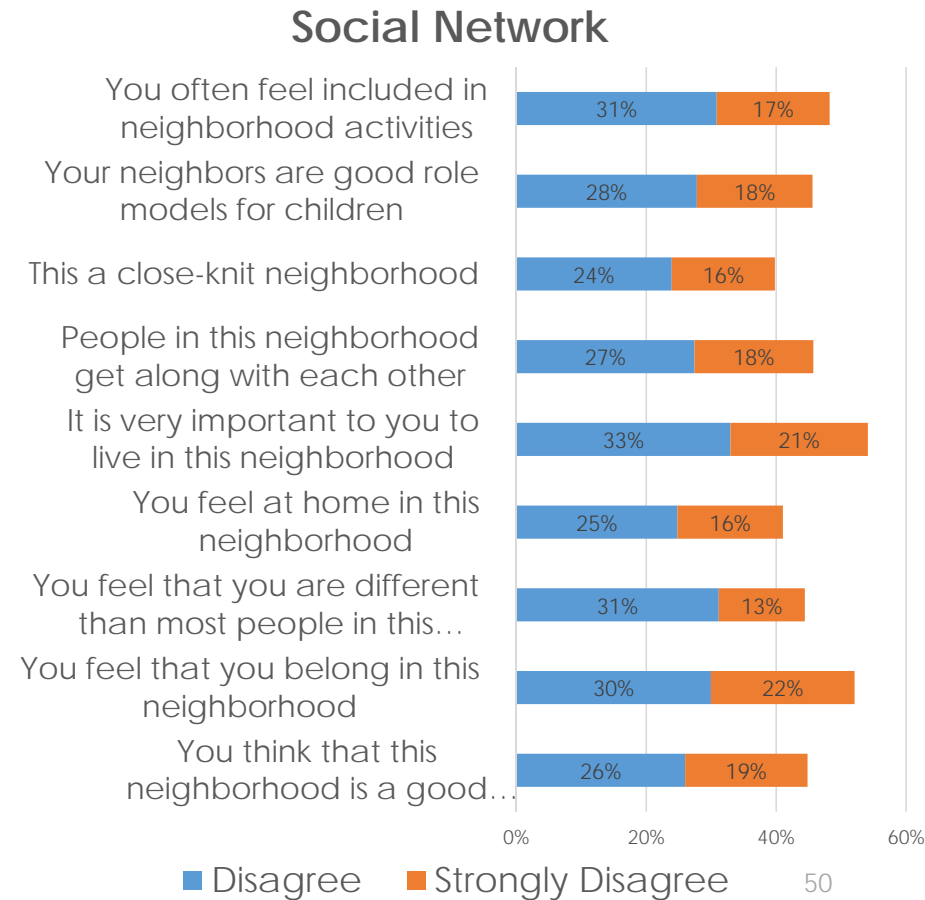 Social Network
You often feel included in
neighborhood activities
31% 17%
Your neighbors are good role
models for children
28% 18%
This a close-knit neighborhood
24% 16%
People in this neighborhood
get along with each other
27% 18%
It is very important to you to
live in this neighborhood
33% 21%
You feel at home in this
neighborhood
25% 16%
You feel that you are different
than most people in this…
31% 13%
You feel that you belong in this
neighborhood
30% 22%
You think that this
neighborhood is a good…
26% 19%
0% 20% 40% 60%
Disagree Strongly Disagree 50